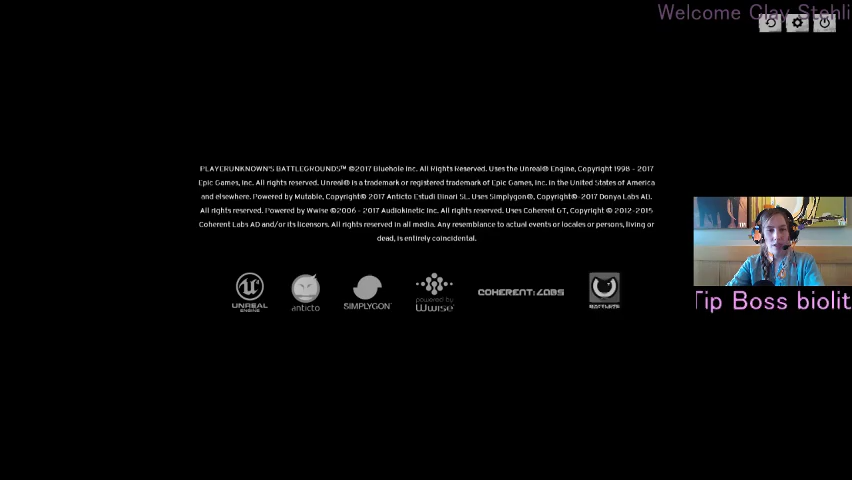 Welcome Clay Stehli
PLAYERUNKNOWN'S BATTLEGROUNDS™ ©2017 Bluehole Inc. All Rights Reserved. Uses the Unreal® Engine, Copyright 1998 - 2017
Epic Games, Inc. All rights reserved. Unreal® is a trademark or registered trademark of Epic Games, Inc. in the United States of America
and elsewhere. Powered by Mutable, Copyright® 2017 Anticto Estudi Binari SL. Uses Simplygon®, Copyright®-2017 Donya Labs AB.
All rights reserved. Powered by Wwise ©2006 - 2017 Audiokinetic Inc. All rights reserved. Uses Coherent GT, Copyright © 2012-2015
Coherent Labs AD and/or its licensors. All rights reserved in all media. Any resemblance to actual events or locales or persons, living or
dead, is entirely coincidental.
UNREAL
ENGINE
anticto
SIMPLYGON
powered by
Wwise
COHERENT:LABS
Tip Boss biolit